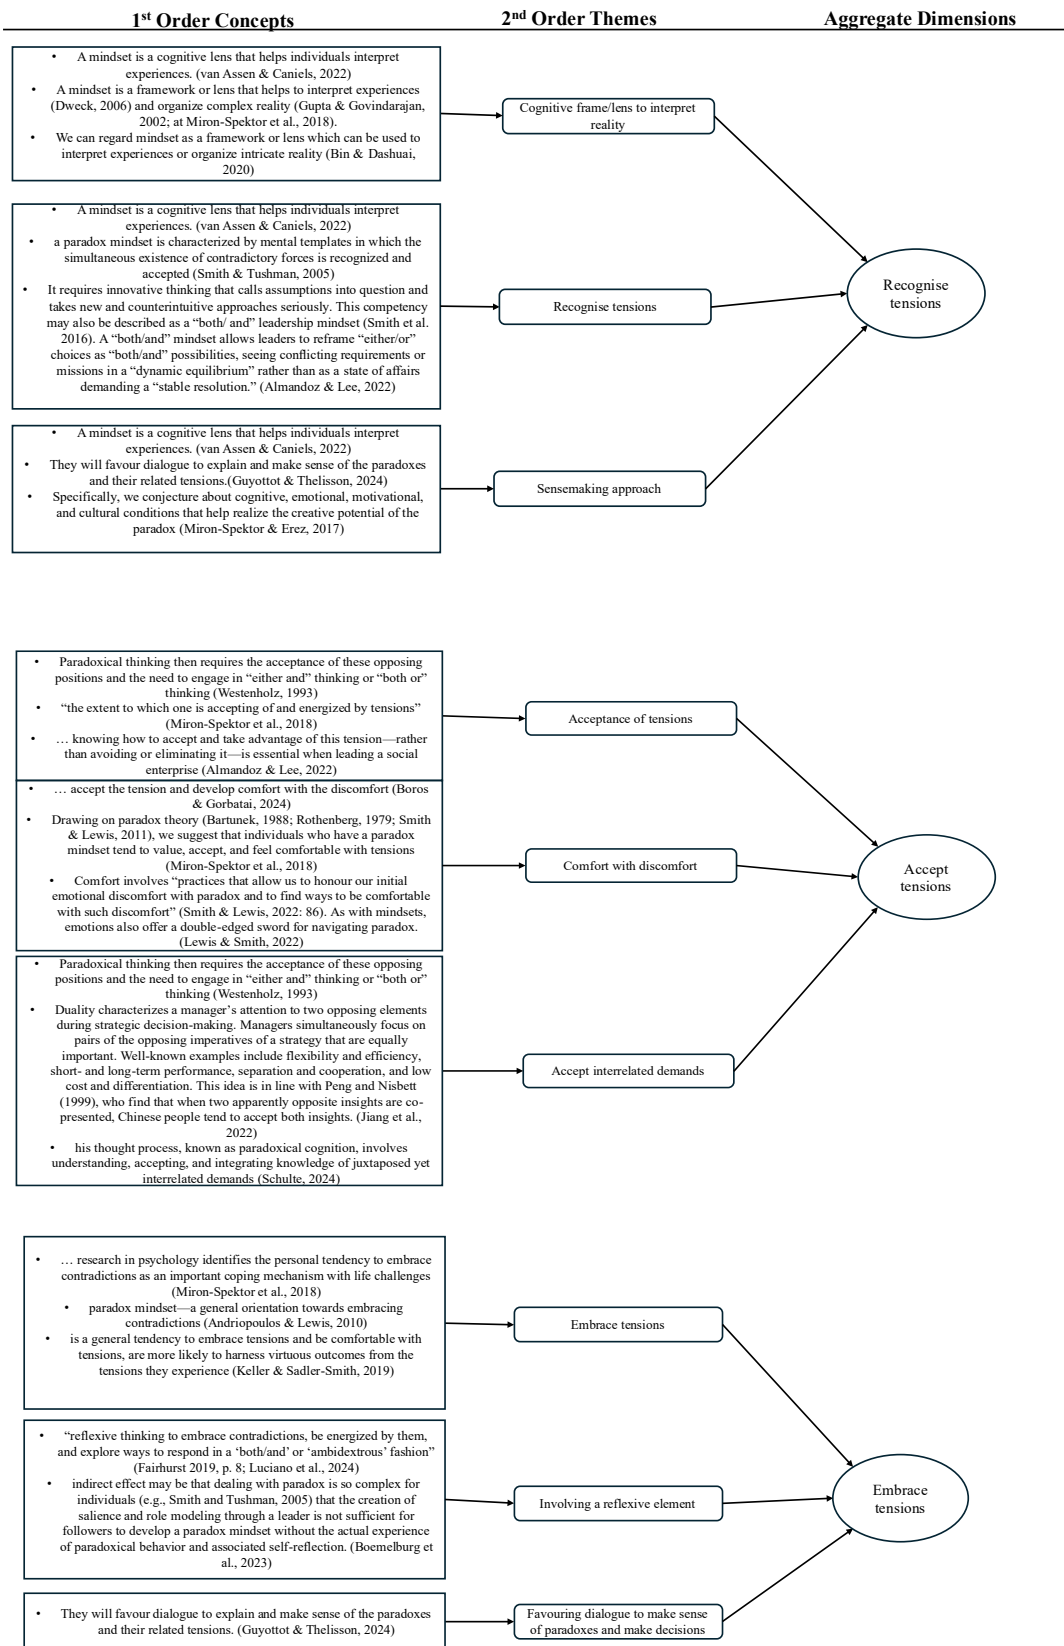 1st Order Concepts
2nd Order Themes
Aggregate Dimensions
• A mindset is a cognitive lens that helps individuals interpret
experiences. (van Assen & Caniels, 2022)
• A mindset is a framework or lens that helps to interpret experiences
(Dweck, 2006) and organize complex reality (Gupta & Govindarajan,
2002; at Miron-Spektor et al., 2018).
• We can regard mindset as a framework or lens which can be used to
interpret experiences or organize intricate reality (Bin & Dashuai,
2020)
Cognitive frame/lens to interpret
reality
• A mindset is a cognitive lens that helps individuals interpret
experiences. (van Assen & Caniels, 2022)
• a paradox mindset is characterized by mental templates in which the
simultaneous existence of contradictory forces is recognized and
accepted (Smith & Tushman, 2005)
• It requires innovative thinking that calls assumptions into question and
takes new and counterintuitive approaches seriously. This competency
may also be described as a “both/ and” leadership mindset (Smith et al.
2016). A “both/and” mindset allows leaders to reframe “either/or”
choices as “both/and” possibilities, seeing conflicting requirements or
missions in a “dynamic equilibrium” rather than as a state of affairs
demanding a “stable resolution.” (Almandoz & Lee, 2022)
Recognise tensions
Recognise
tensions
• A mindset is a cognitive lens that helps individuals interpret
experiences. (van Assen & Caniels, 2022)
• They will favour dialogue to explain and make sense of the paradoxes
and their related tensions.(Guyottot & Thelisson, 2024)
• Specifically, we conjecture about cognitive, emotional, motivational,
and cultural conditions that help realize the creative potential of the
paradox (Miron-Spektor & Erez, 2017)
Sensemaking approach
• Paradoxical thinking then requires the acceptance of these opposing
positions and the need to engage in “either and” thinking or “both or”
thinking (Westenholz, 1993)
• “the extent to which one is accepting of and energized by tensions”
(Miron-Spektor et al., 2018)
• … knowing how to accept and take advantage of this tension—rather
than avoiding or eliminating it—is essential when leading a social
enterprise (Almandoz & Lee, 2022)
Acceptance of tensions
• … accept the tension and develop comfort with the discomfort (Boros
& Gorbatai, 2024)
• Drawing on paradox theory (Bartunek, 1988; Rothenberg, 1979; Smith
& Lewis, 2011), we suggest that individuals who have a paradox
mindset tend to value, accept, and feel comfortable with tensions
(Miron-Spektor et al., 2018)
• Comfort involves “practices that allow us to honour our initial
emotional discomfort with paradox and to find ways to be comfortable
with such discomfort” (Smith & Lewis, 2022: 86). As with mindsets,
emotions also offer a double-edged sword for navigating paradox.
(Lewis & Smith, 2022)
Comfort with discomfort
Accept
tensions
• Paradoxical thinking then requires the acceptance of these opposing
positions and the need to engage in “either and” thinking or “both or”
thinking (Westenholz, 1993)
• Duality characterizes a manager’s attention to two opposing elements
during strategic decision-making. Managers simultaneously focus on
pairs of the opposing imperatives of a strategy that are equally
important. Well-known examples include flexibility and efficiency,
short- and long-term performance, separation and cooperation, and low
cost and differentiation. This idea is in line with Peng and Nisbett
(1999), who find that when two apparently opposite insights are co-
presented, Chinese people tend to accept both insights. (Jiang et al.,
2022)
• his thought process, known as paradoxical cognition, involves
understanding, accepting, and integrating knowledge of juxtaposed yet
interrelated demands (Schulte, 2024)
Accept interrelated demands
• … research in psychology identifies the personal tendency to embrace
contradictions as an important coping mechanism with life challenges
(Miron-Spektor et al., 2018)
• paradox mindset—a general orientation towards embracing
contradictions (Andriopoulos & Lewis, 2010)
• is a general tendency to embrace tensions and be comfortable with
tensions, are more likely to harness virtuous outcomes from the
tensions they experience (Keller & Sadler-Smith, 2019)
Embrace tensions
• “reflexive thinking to embrace contradictions, be energized by them,
and explore ways to respond in a ‘both/and’ or ‘ambidextrous’ fashion”
(Fairhurst 2019, p. 8; Luciano et al., 2024)
• indirect effect may be that dealing with paradox is so complex for
individuals (e.g., Smith and Tushman, 2005) that the creation of
salience and role modeling through a leader is not sufficient for
followers to develop a paradox mindset without the actual experience
of paradoxical behavior and associated self-reflection. (Boemelburg et
al., 2023)
Involving a reflexive element
Embrace
tensions
• They will favour dialogue to explain and make sense of the paradoxes
and their related tensions. (Guyottot & Thelisson, 2024)
Favouring dialogue to make sense
of paradoxes and make decisions